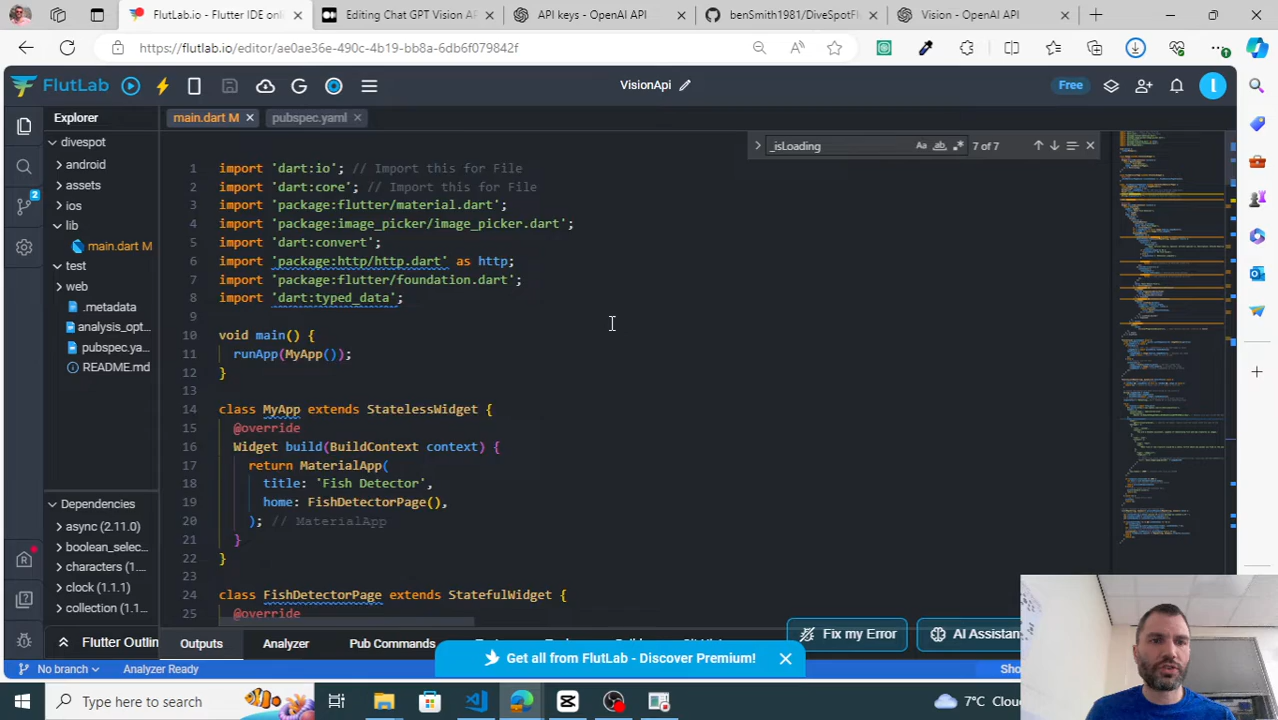 FlutLab.io - Flutter IDE onlin
Editing Chat GPT Vision AP
API keys - OpenAI API
benSmith1981/DiveSpotFl
Vision - OpenAI API
https://flutlab.io/editor/ae0ae36e-490c-4b19-bb8a-6db6f079842f
FlutLab
VisionApi
Free
Explorer
main.dart M
pubspec.yaml
divespot
android
assets
ios
lib
main.dart M
test
web
.metadata
analysis_opt...
pubspec.ya...
README.md
Dependencies
async (2.11.0)
boolean_selec...
characters (1....
clock (1.1.1)
collection (1.1...
Flutter Outlin
2
_isLoading
Aa
ab
7 of 7
1 import 'dart:io' // Import for Fi
2 import 'dart:core // Import for File
3 import 'package:flutter/material
4 import 'package:image_picker/image_picker.dart';
5 import 'dart:convert';
6 import 'package:http/http.dart' http;
7 import 'package:flutter/foundation.dart';
8 import 'dart:typed_data';
9
10 void main() {
11 runApp(MyApp());
12 }
14 class MyApp extends StatelessWidget {
15 @override
16 Widget build(BuildContext context) {
17 return MaterialApp(
18 title: 'Fish Detector',
19 home: FishDetectorPage(),
20 ); // MaterialApp
21 }
22 }
23
24 class FishDetectorPage extends StatefulWidget {
25 @override
Outputs
Analyzer
Pub Commands
Fix my Error
AI Assistan
Get all from FlutLab - Discover Premium!
No branch
Analyzer Ready
Sho
Type here to search
7°C Clou